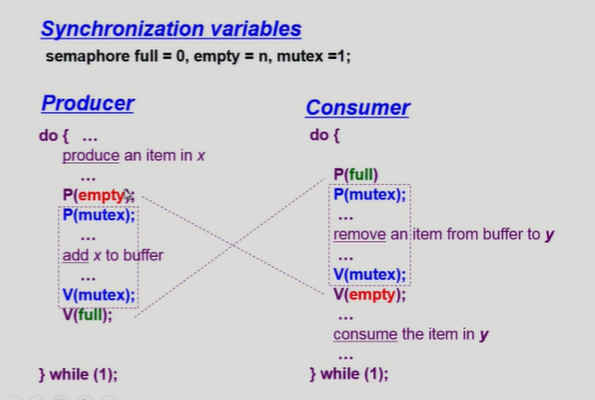 Synchronization variables
semaphore full = 0, empty = n, mutex =1;
Producer
do { ...
produce an item in x
...
P(empty);
P(mutex);
...
add x to buffer
...
V(mutex);
V(full);
} while (1);
Consumer
do {
P(full)
P(mutex);
...
remove an item from buffer to y
...
V(mutex);
V(empty);
...
consume the item in y
...
} while (1);